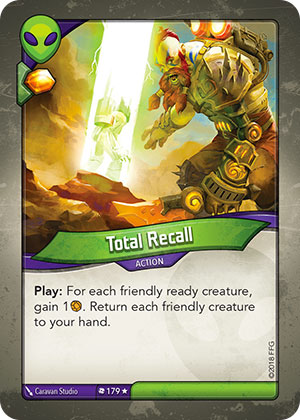 Total Recall
ACTION
Play: For each friendly ready creature,
gain 1. Return each friendly creature
to your hand.
Caravan Studio
179 ★
©2018 FFG